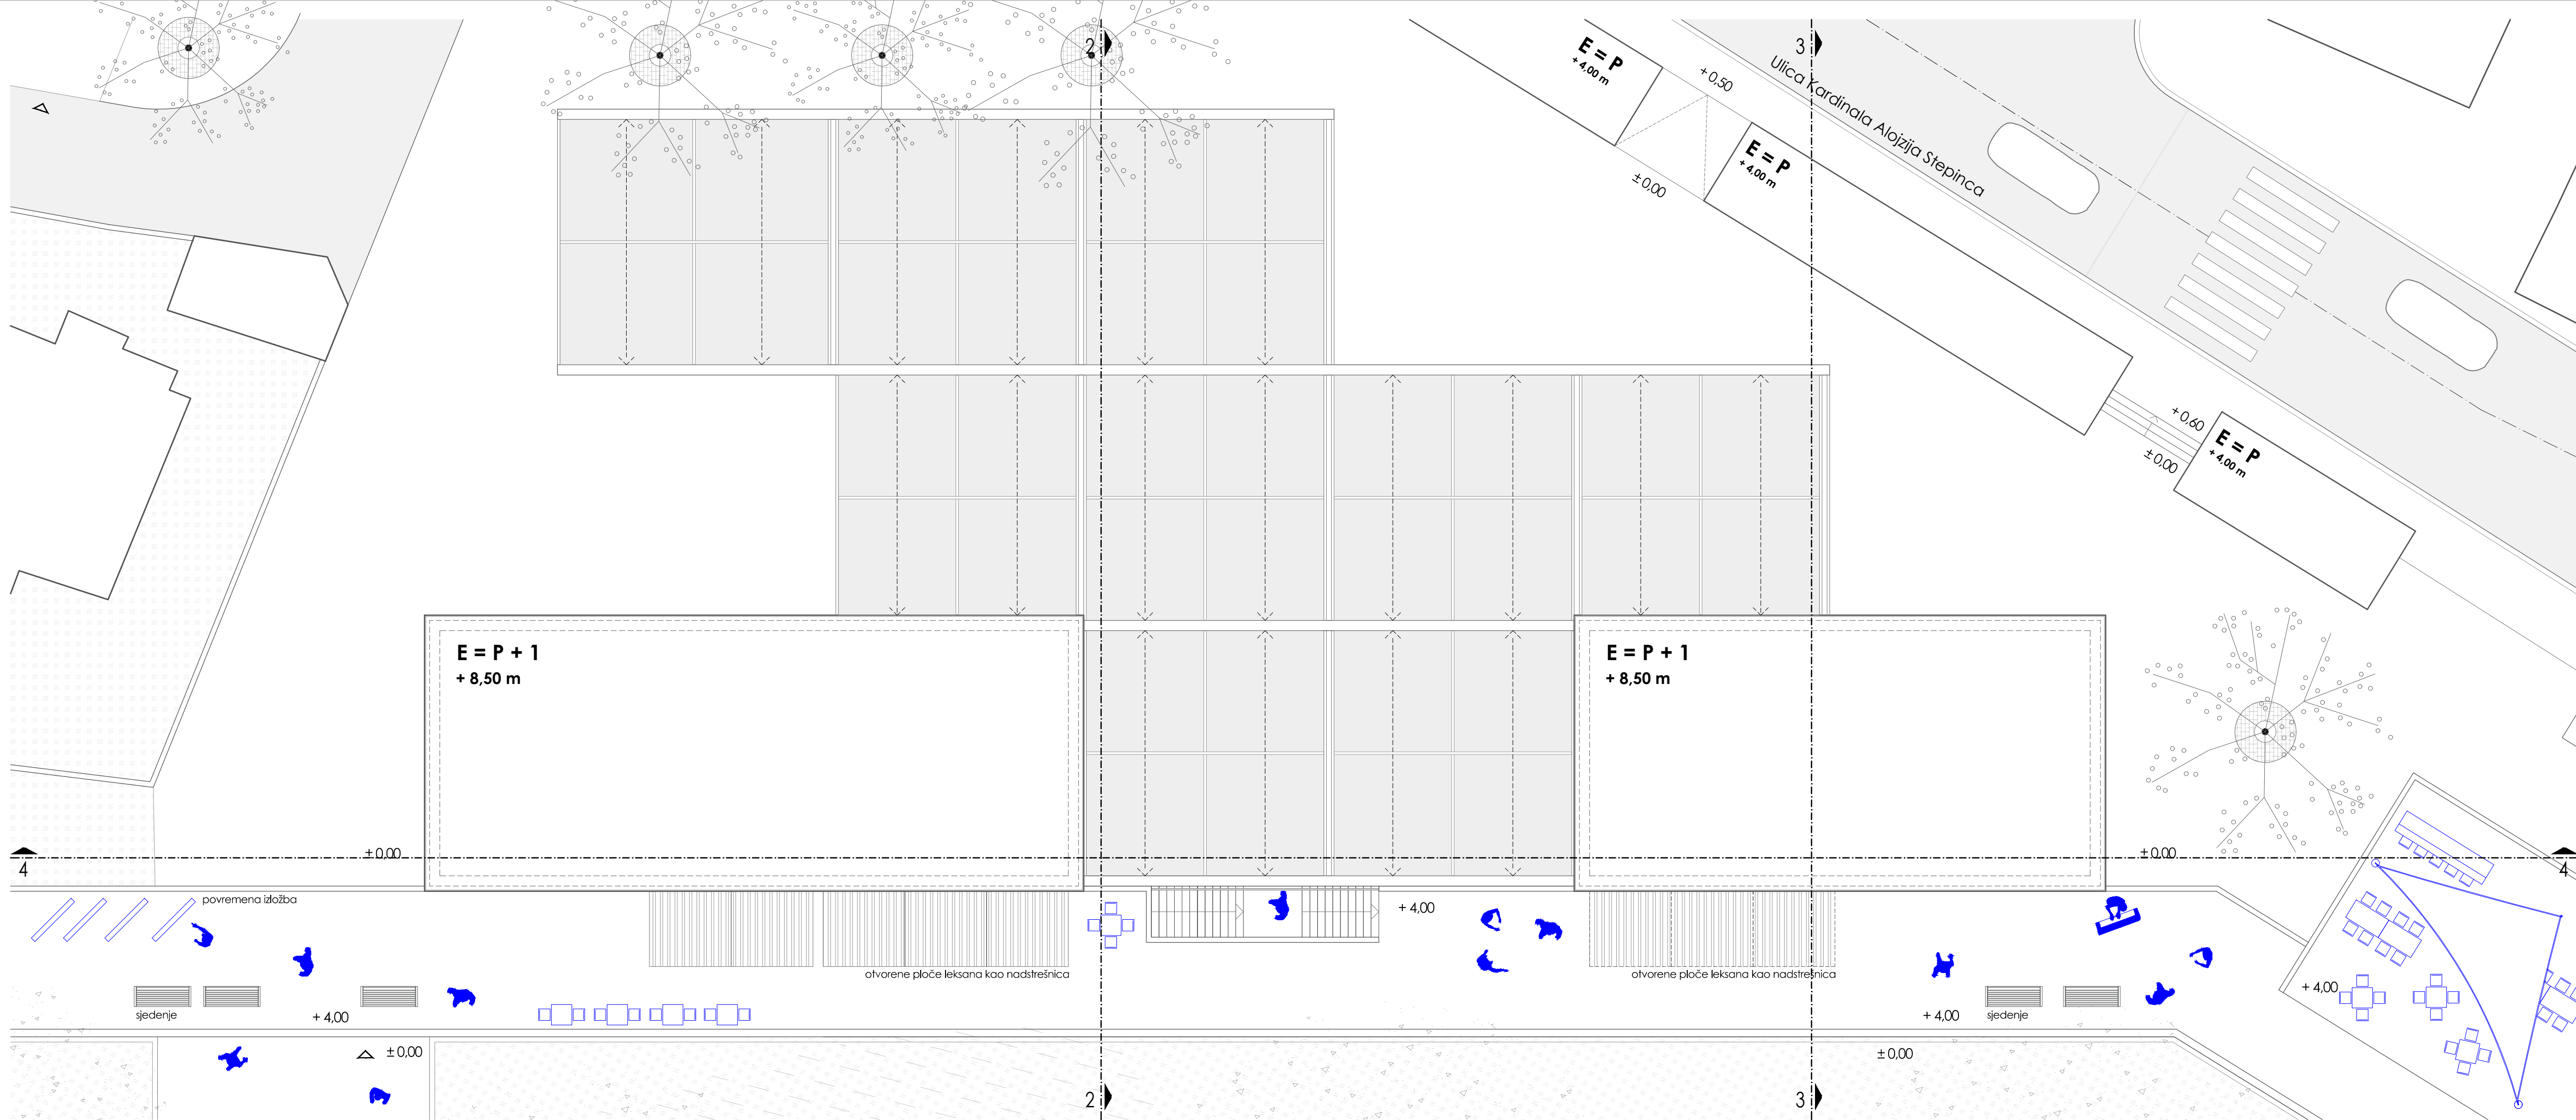 2
3
E = P
+ 4,00 m
+ 0,50
Ulica Kardinala Alojzija Stepinca
E = P
+ 4,00 m
± 0,00
+ 0,60
E = P
+ 4,00 m
± 0,00
E = P + 1
+ 8,50 m
E = P + 1
+ 8,50 m
4
± 0,00
± 0,00
4
povremena izložba
+ 4,00
otvorene ploče leksana kao nadstrešnica
otvorene ploče leksana kao nadstrešnica
+ 4,00
sjedenje
+ 4,00
+ 4,00
sjedenje
± 0,00
± 0,00
2
3